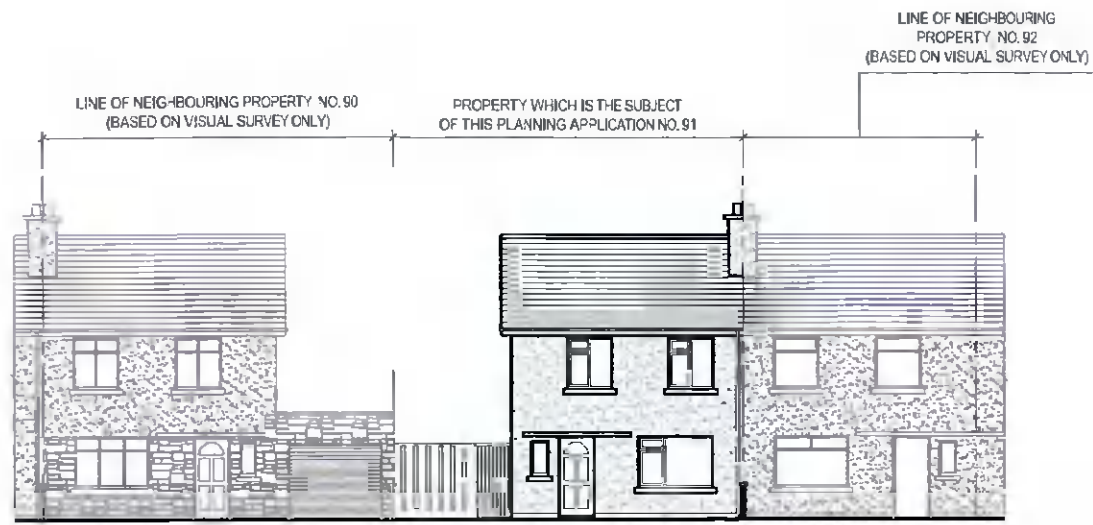 LINE OF NEIGHBOURING
PROPERTY NO. 92
(BASED ON VISUAL SURVEY ONLY)
LINE OF NEIGHBOURING PROPERTY NO. 90
(BASED ON VISUAL SURVEY ONLY)
PROPERTY WHICH IS THE SUBJECT
OF THIS PLANNING APPLICATION NO. 91